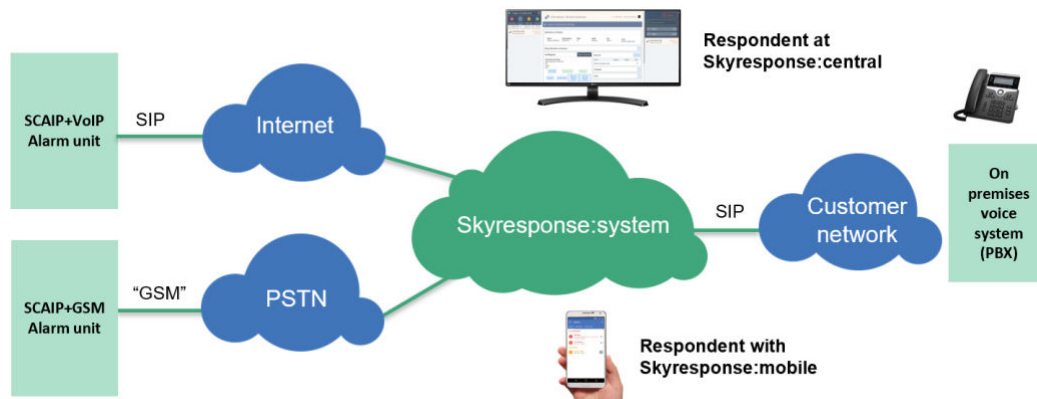 Respondent at
Skyresponse:central
SCAIP+VoIP
Alarm unit
SIP
Internet
Skyresponse:system
SIP
Customer
network
On
premises
voice
system
(PBX)
SCAIP+GSM
Alarm unit
“GSM”
PSTN
Respondent with
Skyresponse:mobile